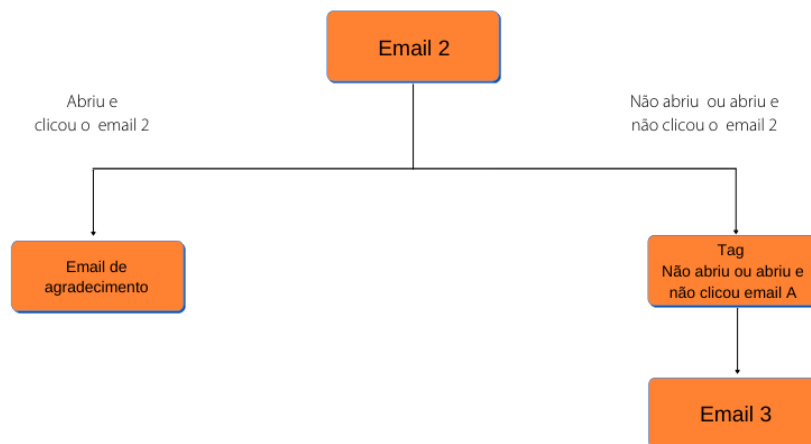 Email 2
Abriu e
clicou o email 2
Não abriu ou abriu e
não clicou o email 2
Email de
agradecimento
Tag
Não abriu ou abriu e
não clicou email A
Email 3